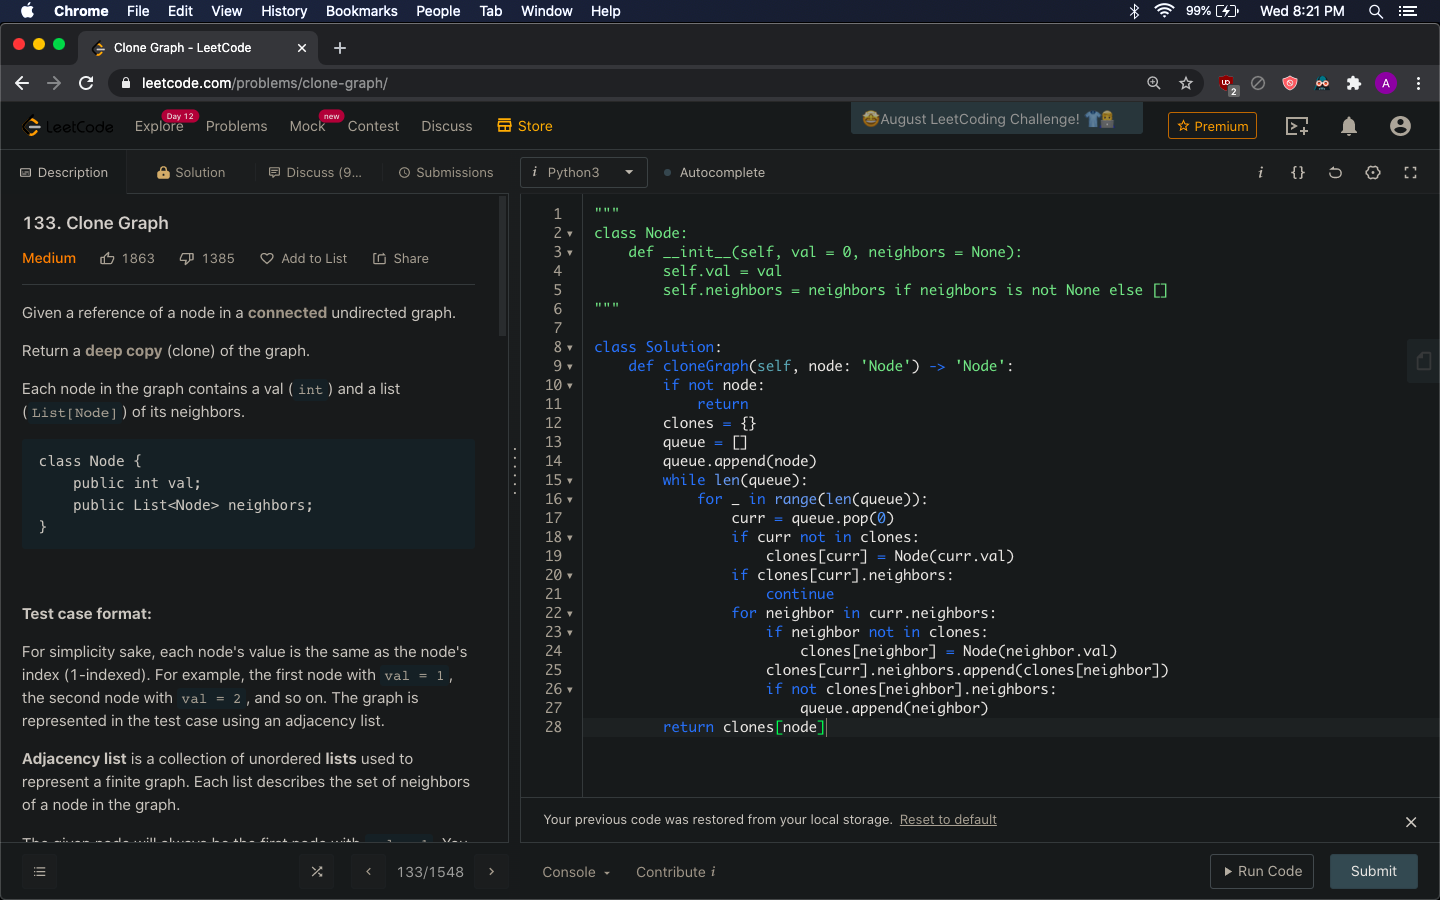 Chrome File Edit View History Bookmarks People Tab Window Help 99% Wed 8:21 PM
Clone Graph - LeetCode
leetcode.com/problems/clone-graph/
UD 2 A
LeetCode Explore Day 12 Problems Mock new Contest Discuss Store August LeetCoding Challenge! Premium
Description Solution Discuss (9... Submissions i Python3 Autocomplete i {}
133. Clone Graph
Medium 1863 1385 Add to List Share
Given a reference of a node in a connected undirected graph.
Return a deep copy (clone) of the graph.
Each node in the graph contains a val ( int ) and a list
( List[Node] ) of its neighbors.
class Node {
    public int val;
    public List<Node> neighbors;
}
Test case format:
For simplicity sake, each node's value is the same as the node's
index (1-indexed). For example, the first node with val = 1 ,
the second node with val = 2 , and so on. The graph is
represented in the test case using an adjacency list.
Adjacency list is a collection of unordered lists used to
represent a finite graph. Each list describes the set of neighbors
of a node in the graph.
The given node will always be the first node with val = 1. You
133/1548
1 """
2 class Node:
3     def __init__(self, val = 0, neighbors = None):
4         self.val = val
5         self.neighbors = neighbors if neighbors is not None else []
6 """
7
8 class Solution:
9     def cloneGraph(self, node: 'Node') -> 'Node':
10         if not node:
11             return
12         clones = {}
13         queue = []
14         queue.append(node)
15         while len(queue):
16             for _ in range(len(queue)):
17                 curr = queue.pop(0)
18                 if curr not in clones:
19                     clones[curr] = Node(curr.val)
20                 if clones[curr].neighbors:
21                     continue
22                 for neighbor in curr.neighbors:
23                     if neighbor not in clones:
24                         clones[neighbor] = Node(neighbor.val)
25                     clones[curr].neighbors.append(clones[neighbor])
26                     if not clones[neighbor].neighbors:
27                         queue.append(neighbor)
28         return clones[node]
Your previous code was restored from your local storage. Reset to default
Console Contribute i Run Code Submit